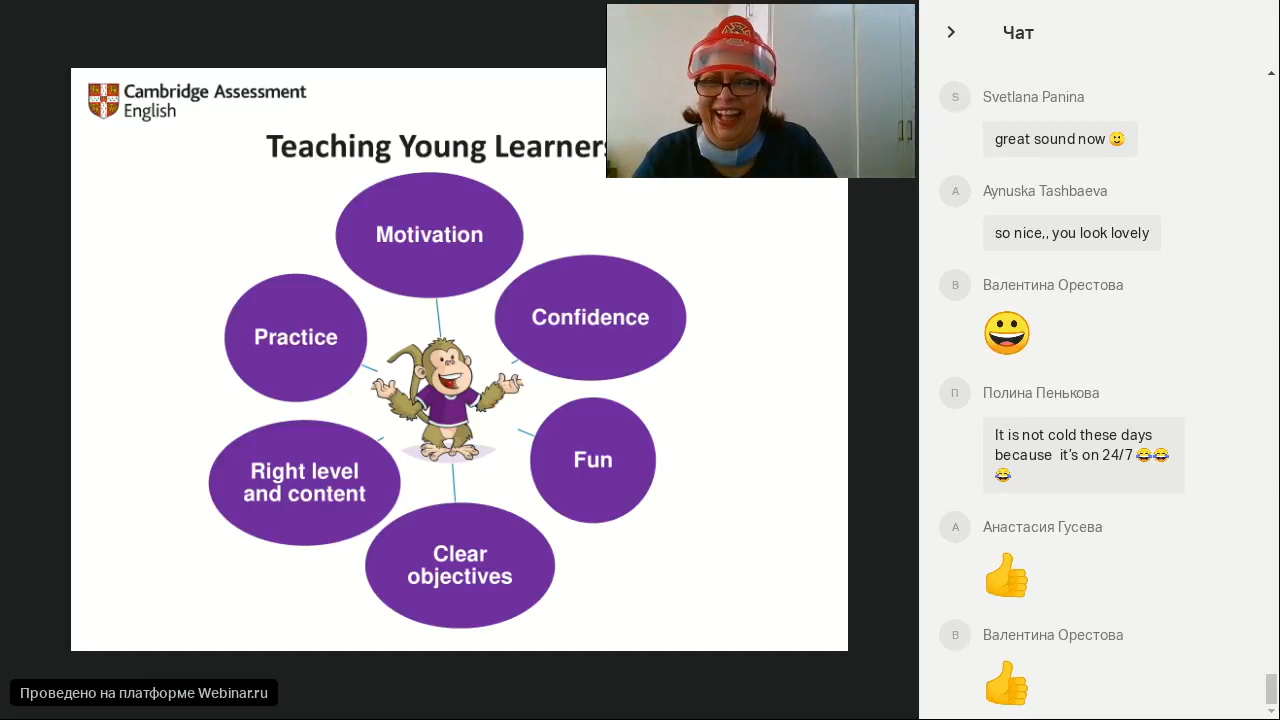 Cambridge Assessment
English
Teaching Young Learners
Motivation
Confidence
Practice
Fun
Right level
and content
Clear
objectives
Проведено на платформе Webinar.ru
Чат
S
Svetlana Panina
great sound now 🙂
A
Aynuska Tashbaeva
so nice,, you look lovely
В
Валентина Орестова
😀
П
Полина Пенькова
It is not cold these days
because it's on 24/7 😂😂
😂
А
Анастасия Гусева
👍
В
Валентина Орестова
👍